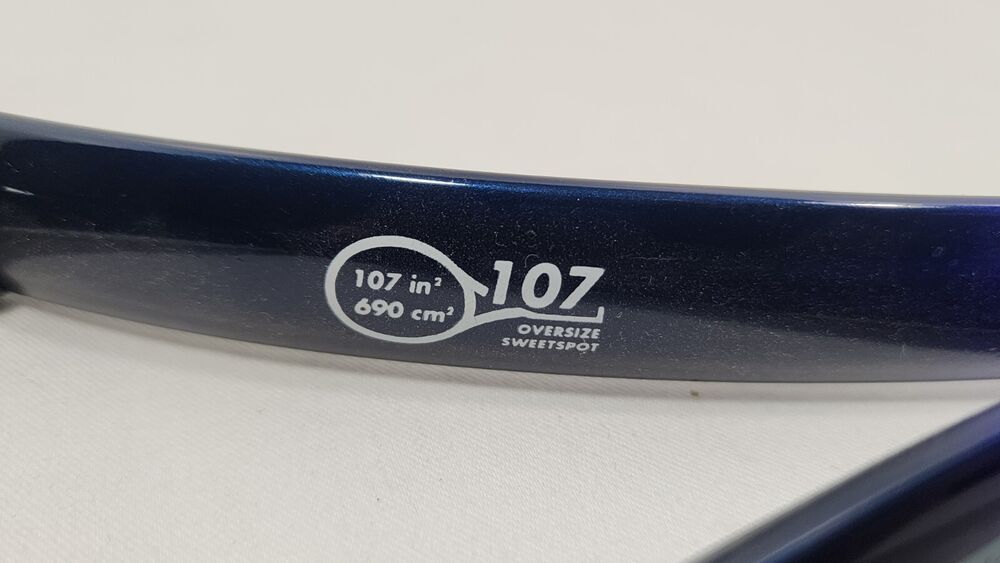 107 in²
690 cm²
107
OVERSIZE
SWEETSPOT